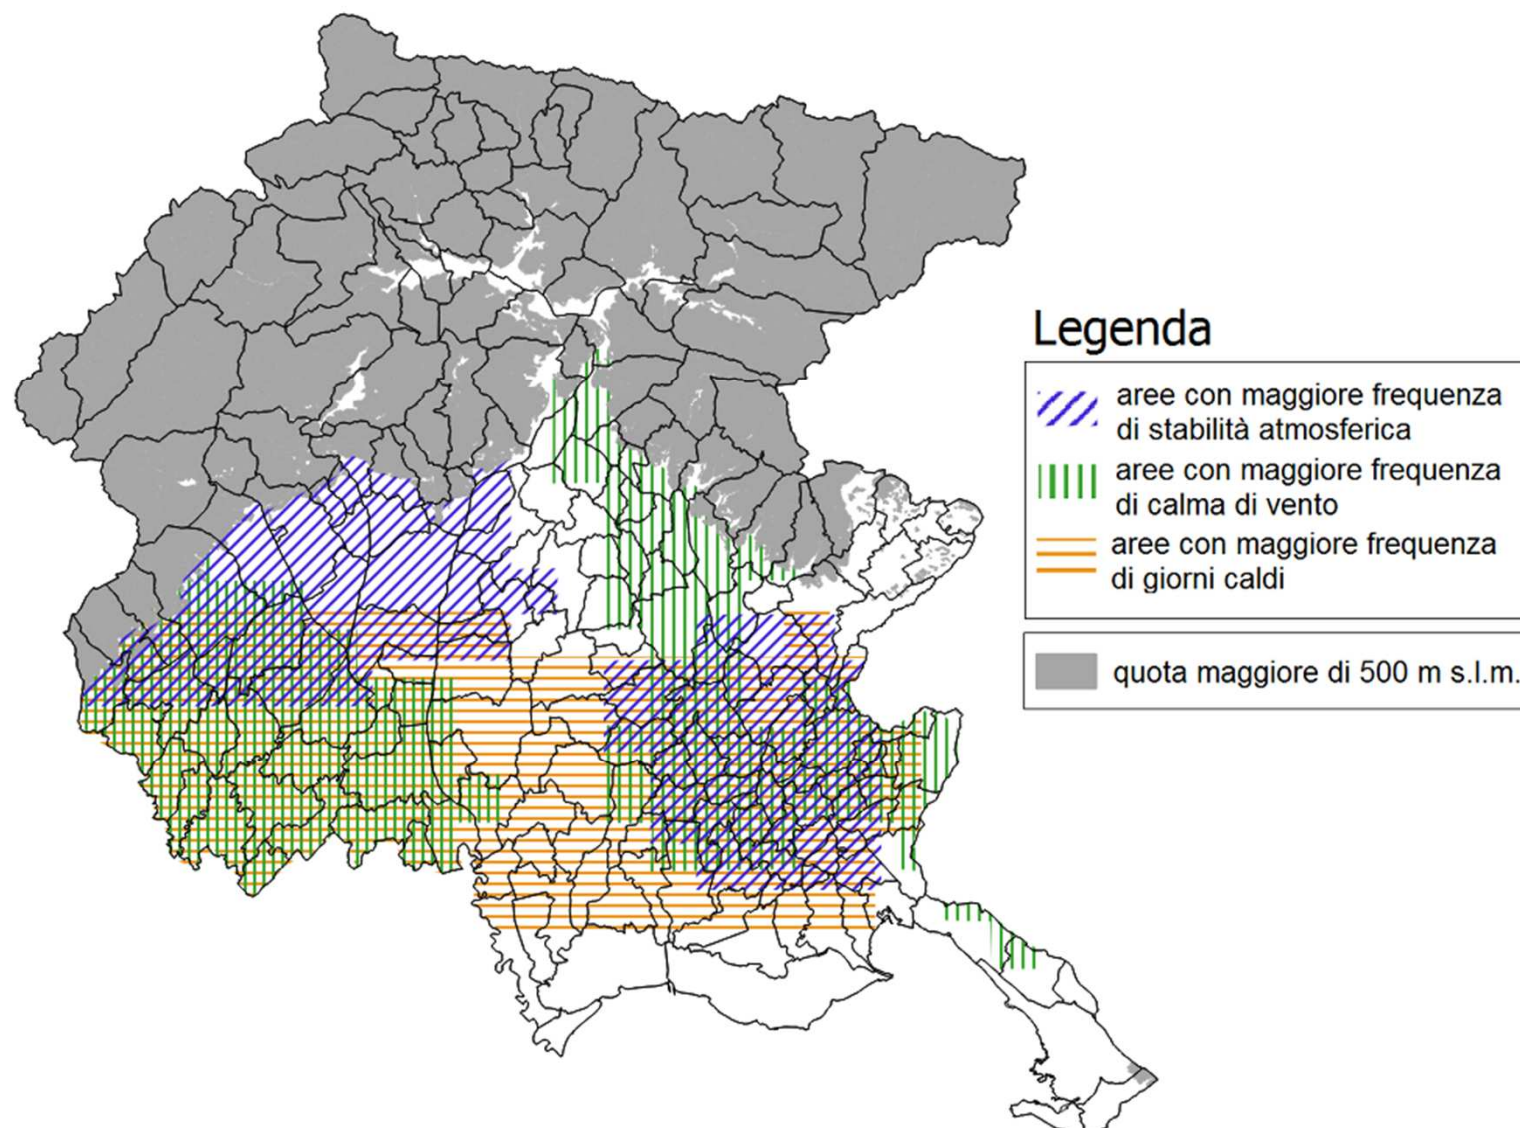 Legenda
aree con maggiore frequenza
di stabilità atmosferica
aree con maggiore frequenza
di calma di vento
aree con maggiore frequenza
di giorni caldi
quota maggiore di 500 m s.l.m.